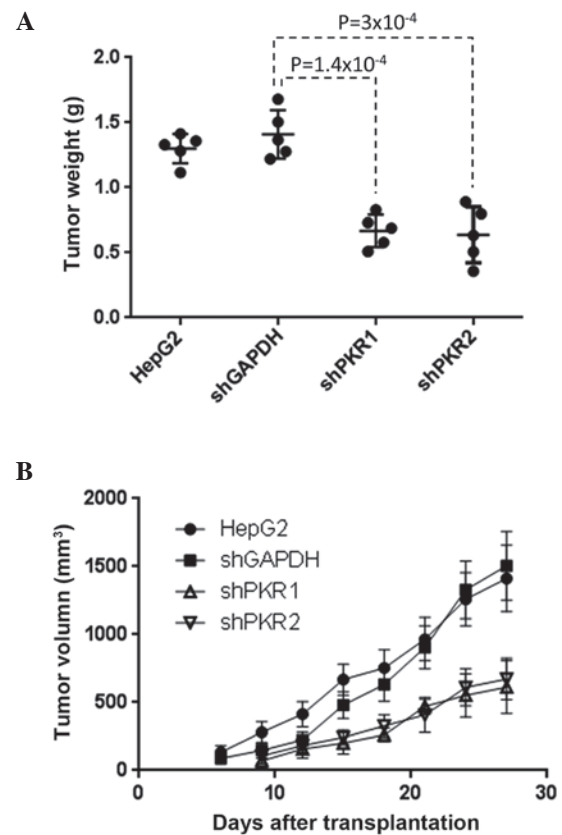 A
P=3x10-4
P=1.4x10-4
2.0
1.5
1.0
0.5
0.0
Tumor weight (g)
HepG2
shGAPDH
shPKR1
shPKR2
B
2000
1500
1000
500
0
Tumor volumn (mm³)
HepG2
shGAPDH
shPKR1
shPKR2
0 10 20 30
Days after transplantation